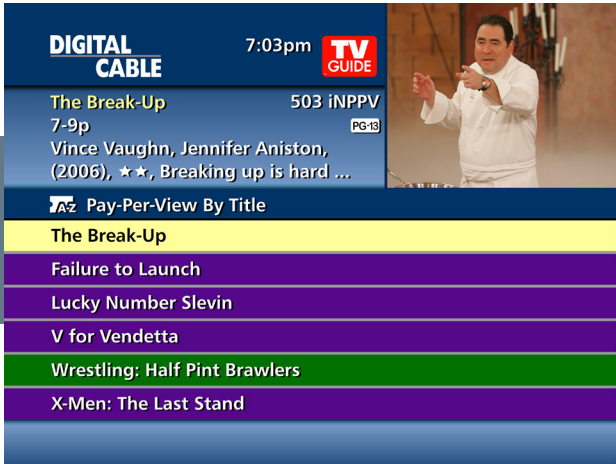 DIGITAL
CABLE
7:03pm
TV
GUIDE
The Break-Up 503 iNPPV
7-9p PG-13
Vince Vaughn, Jennifer Aniston,
(2006), ★★, Breaking up is hard ...
A-Z Pay-Per-View By Title
The Break-Up
Failure to Launch
Lucky Number Slevin
V for Vendetta
Wrestling: Half Pint Brawlers
X-Men: The Last Stand